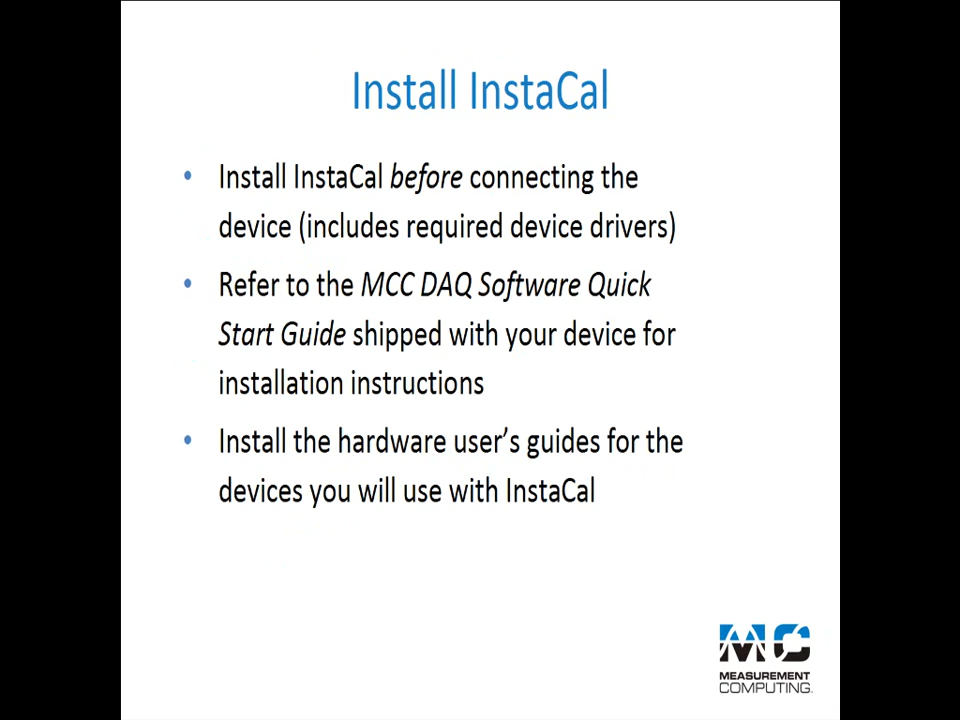 Install InstaCal
• Install InstaCal before connecting the
device (includes required device drivers)
• Refer to the MCC DAQ Software Quick
Start Guide shipped with your device for
installation instructions
• Install the hardware user’s guides for the
devices you will use with InstaCal
MC
MEASUREMENT
COMPUTING.